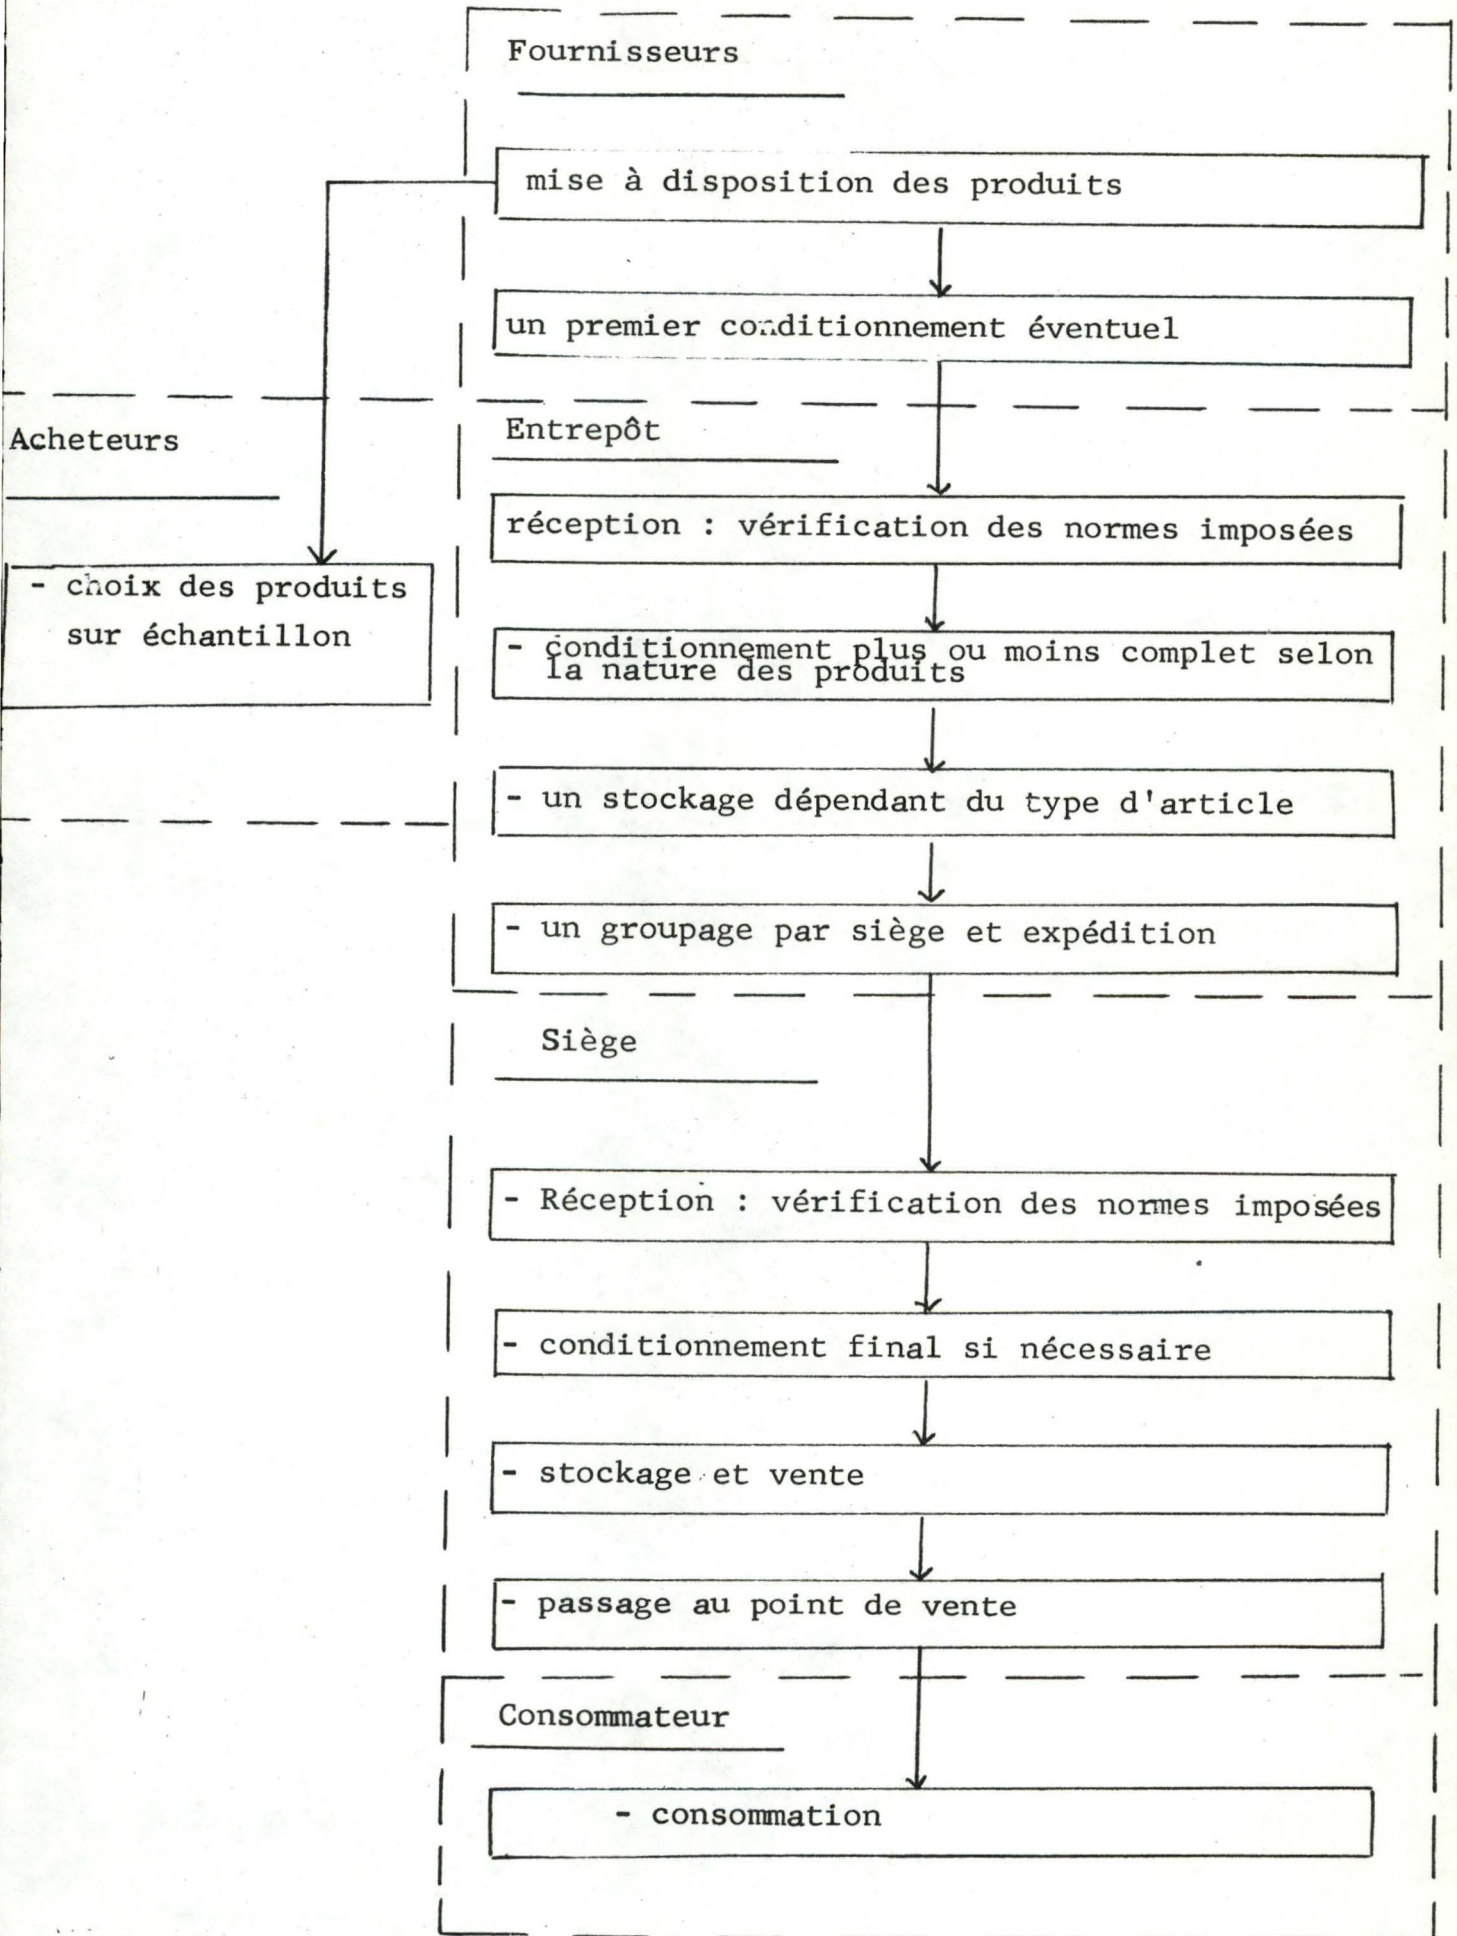 Fournisseurs
mise à disposition des produits
un premier conditionnement éventuel
Acheteurs
- choix des produits
sur échantillon
Entrepôt
réception : vérification des normes imposées
- conditionnement plus ou moins complet selon
la nature des produits
- un stockage dépendant du type d'article
- un groupage par siège et expédition
Siège
- Réception : vérification des normes imposées
- conditionnement final si nécessaire
- stockage et vente
- passage au point de vente
Consommateur
- consommation